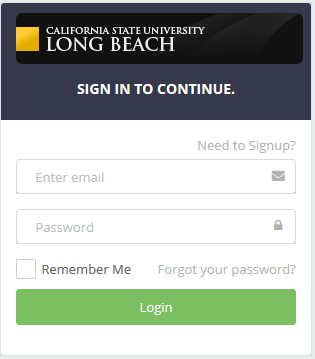 CALIFORNIA STATE UNIVERSITY
LONG BEACH
SIGN IN TO CONTINUE.
Need to Signup?
Enter email
Password
Remember Me
Forgot your password?
Login